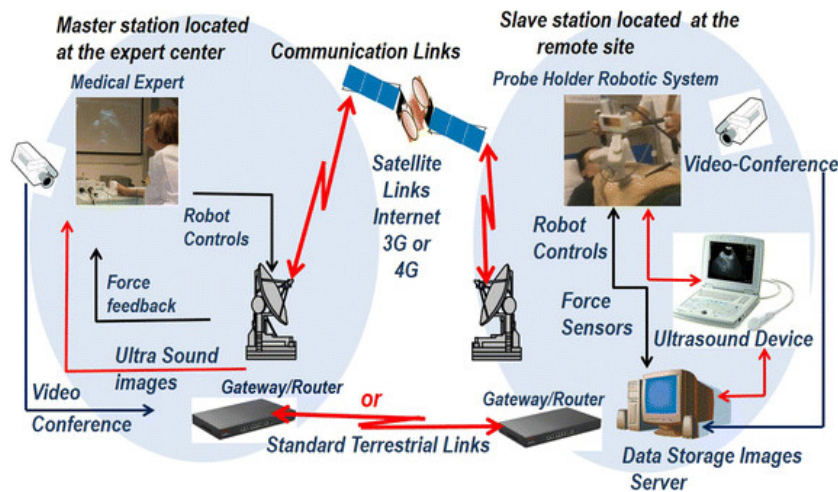 Master station located
at the expert center
Medical Expert
Communication Links
Slave station located at the
remote site
Probe Holder Robotic System
Video-Conference
Satellite
Links
Internet
3G or
4G
Robot
Controls
Force
feedback
Ultra Sound
images
Video
Conference
Gateway/Router
or
Standard Terrestrial Links
Gateway/Router
Robot
Controls
Force
Sensors
Ultrasound Device
Data Storage Images
Server